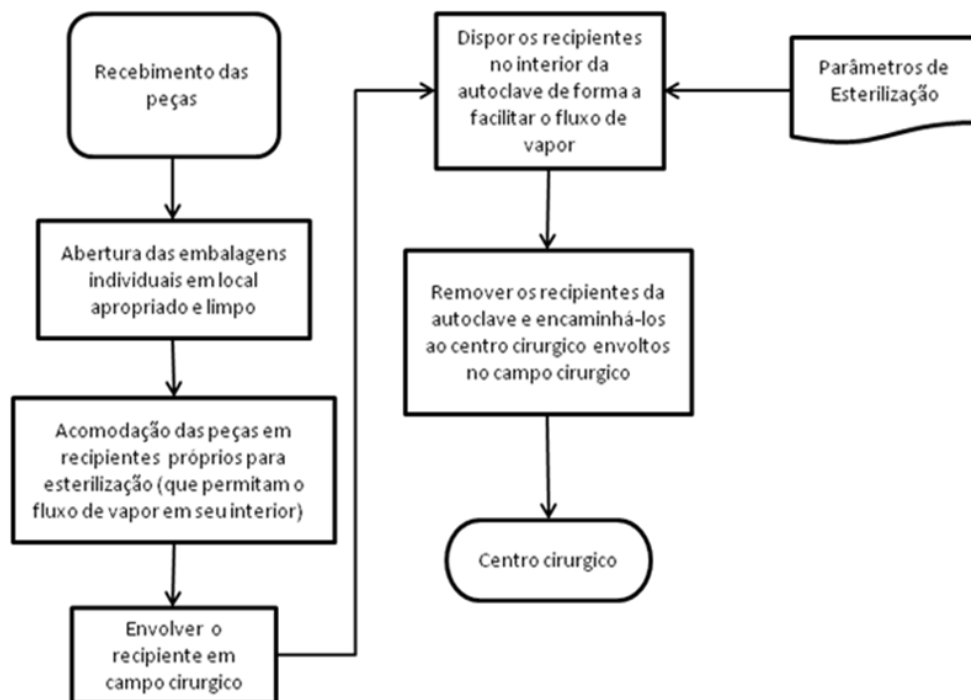 Recebimento das
peças
Abertura das embalagens
individuais em local
apropriado e limpo
Acomodação das peças em
recipientes próprios para
esterilização (que permitam o
fluxo de vapor em seu interior)
Envolver o
recipiente em
campo cirurgico
Dispor os recipientes
no interior da
autoclave de forma a
facilitar o fluxo de
vapor
Parâmetros de
Esterilização
Remover os recipientes da
autoclave e encaminhá-los
ao centro cirurgico envoltos
no campo cirurgico
Centro cirurgico